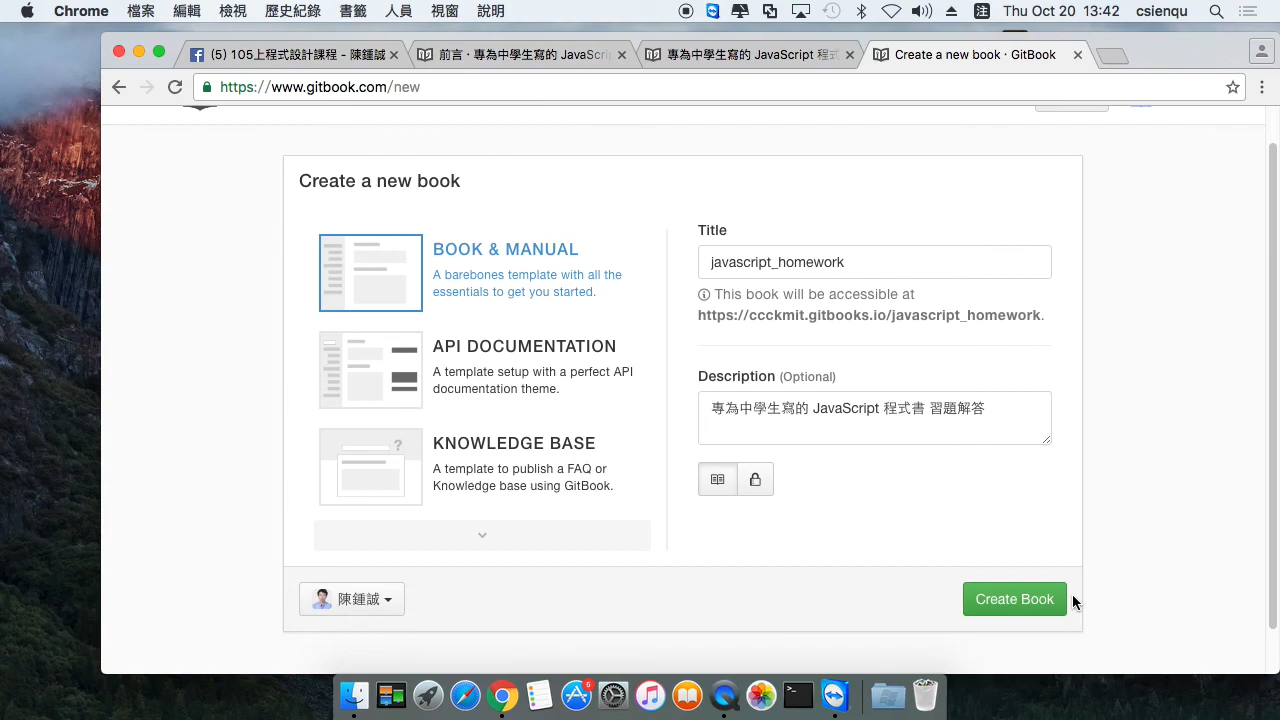 Chrome 檔案 編輯 檢視 歷史紀錄 書籤 人員 視窗 說明 注 Thu Oct 20 13:42 csienqu
(5) 105上程式設計課程 - 陳鍾誠 前言 · 專為中學生寫的 JavaScri 專為中學生寫的 JavaScript 程式 Create a new book · GitBook
https://www.gitbook.com/new
Create a new book
BOOK & MANUAL
A barebones template with all the
essentials to get you started.
API DOCUMENTATION
A template setup with a perfect API
documentation theme.
KNOWLEDGE BASE
A template to publish a FAQ or
Knowledge base using GitBook.
Title
javascript_homework
This book will be accessible at
https://ccckmit.gitbooks.io/javascript_homework.
Description (Optional)
專為中學生寫的 JavaScript 程式書 習題解答
陳鍾誠
Create Book
6